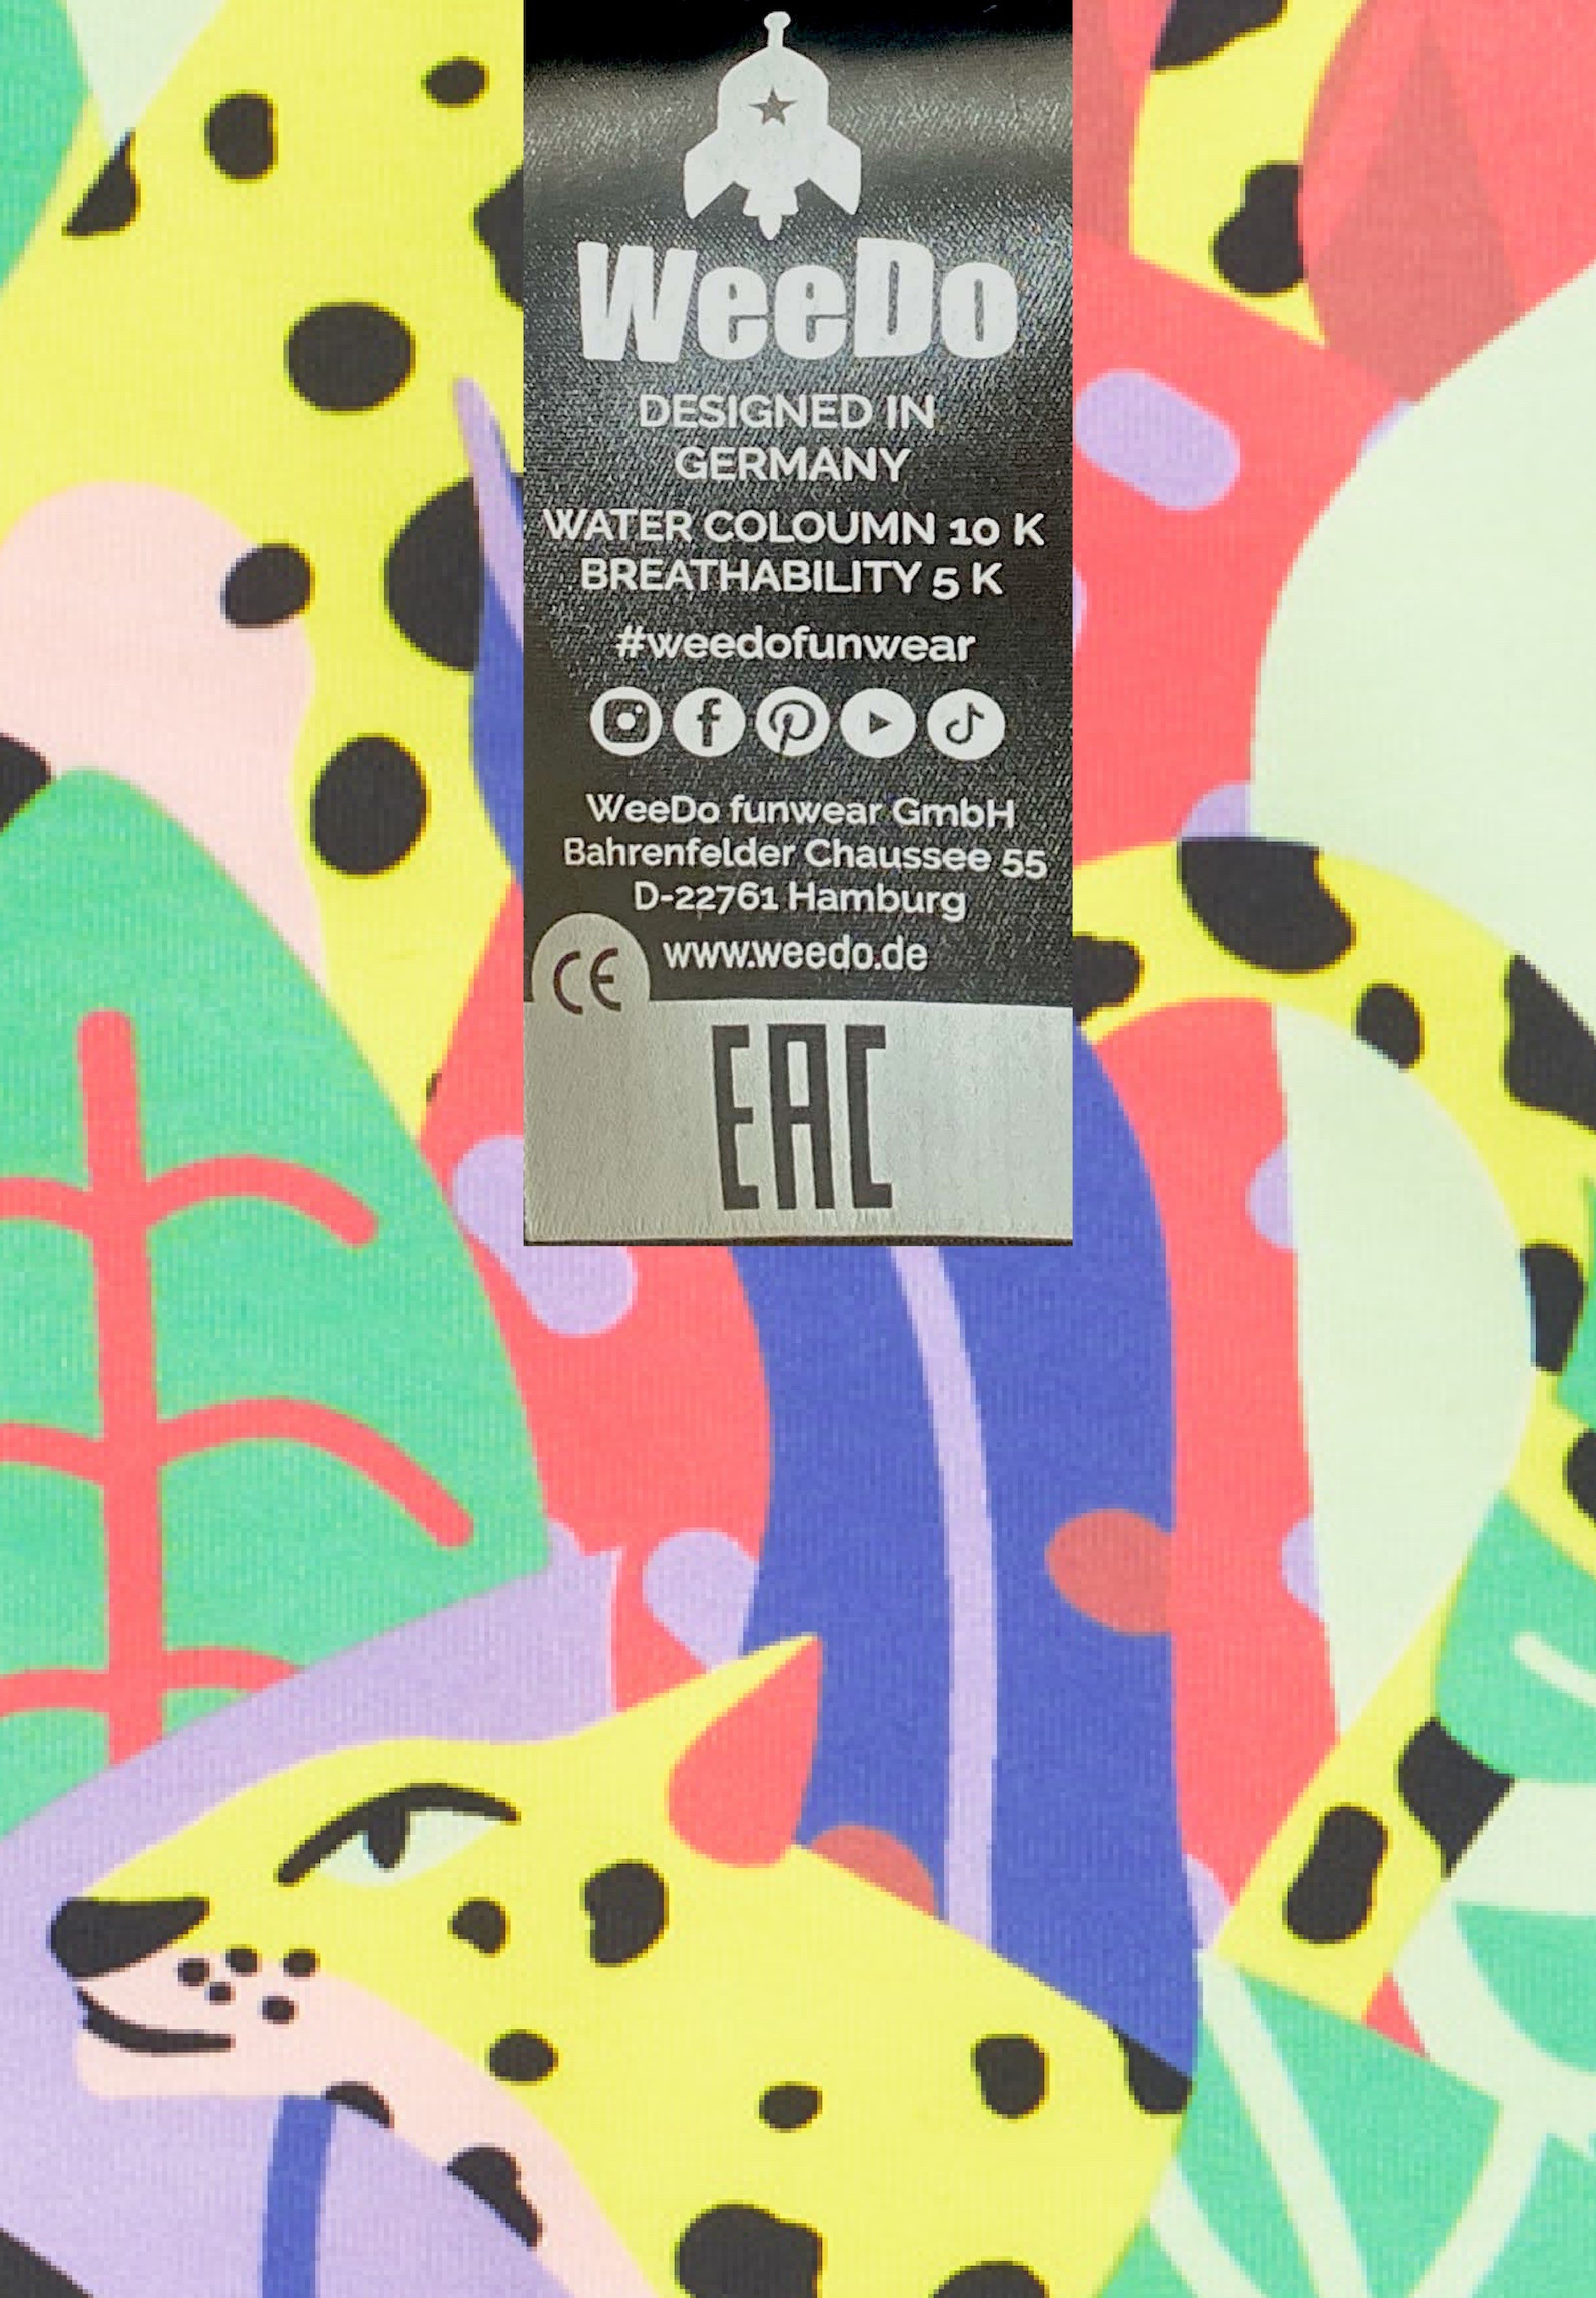 WeeDo
DESIGNED IN
GERMANY
WATER COLOUMN 10 K
BREATHABILITY 5 K
#weedofunwear
WeeDo funwear GmbH
Bahrenfelder Chaussee 55
D-22761 Hamburg
www.weedo.de
CE
EAC